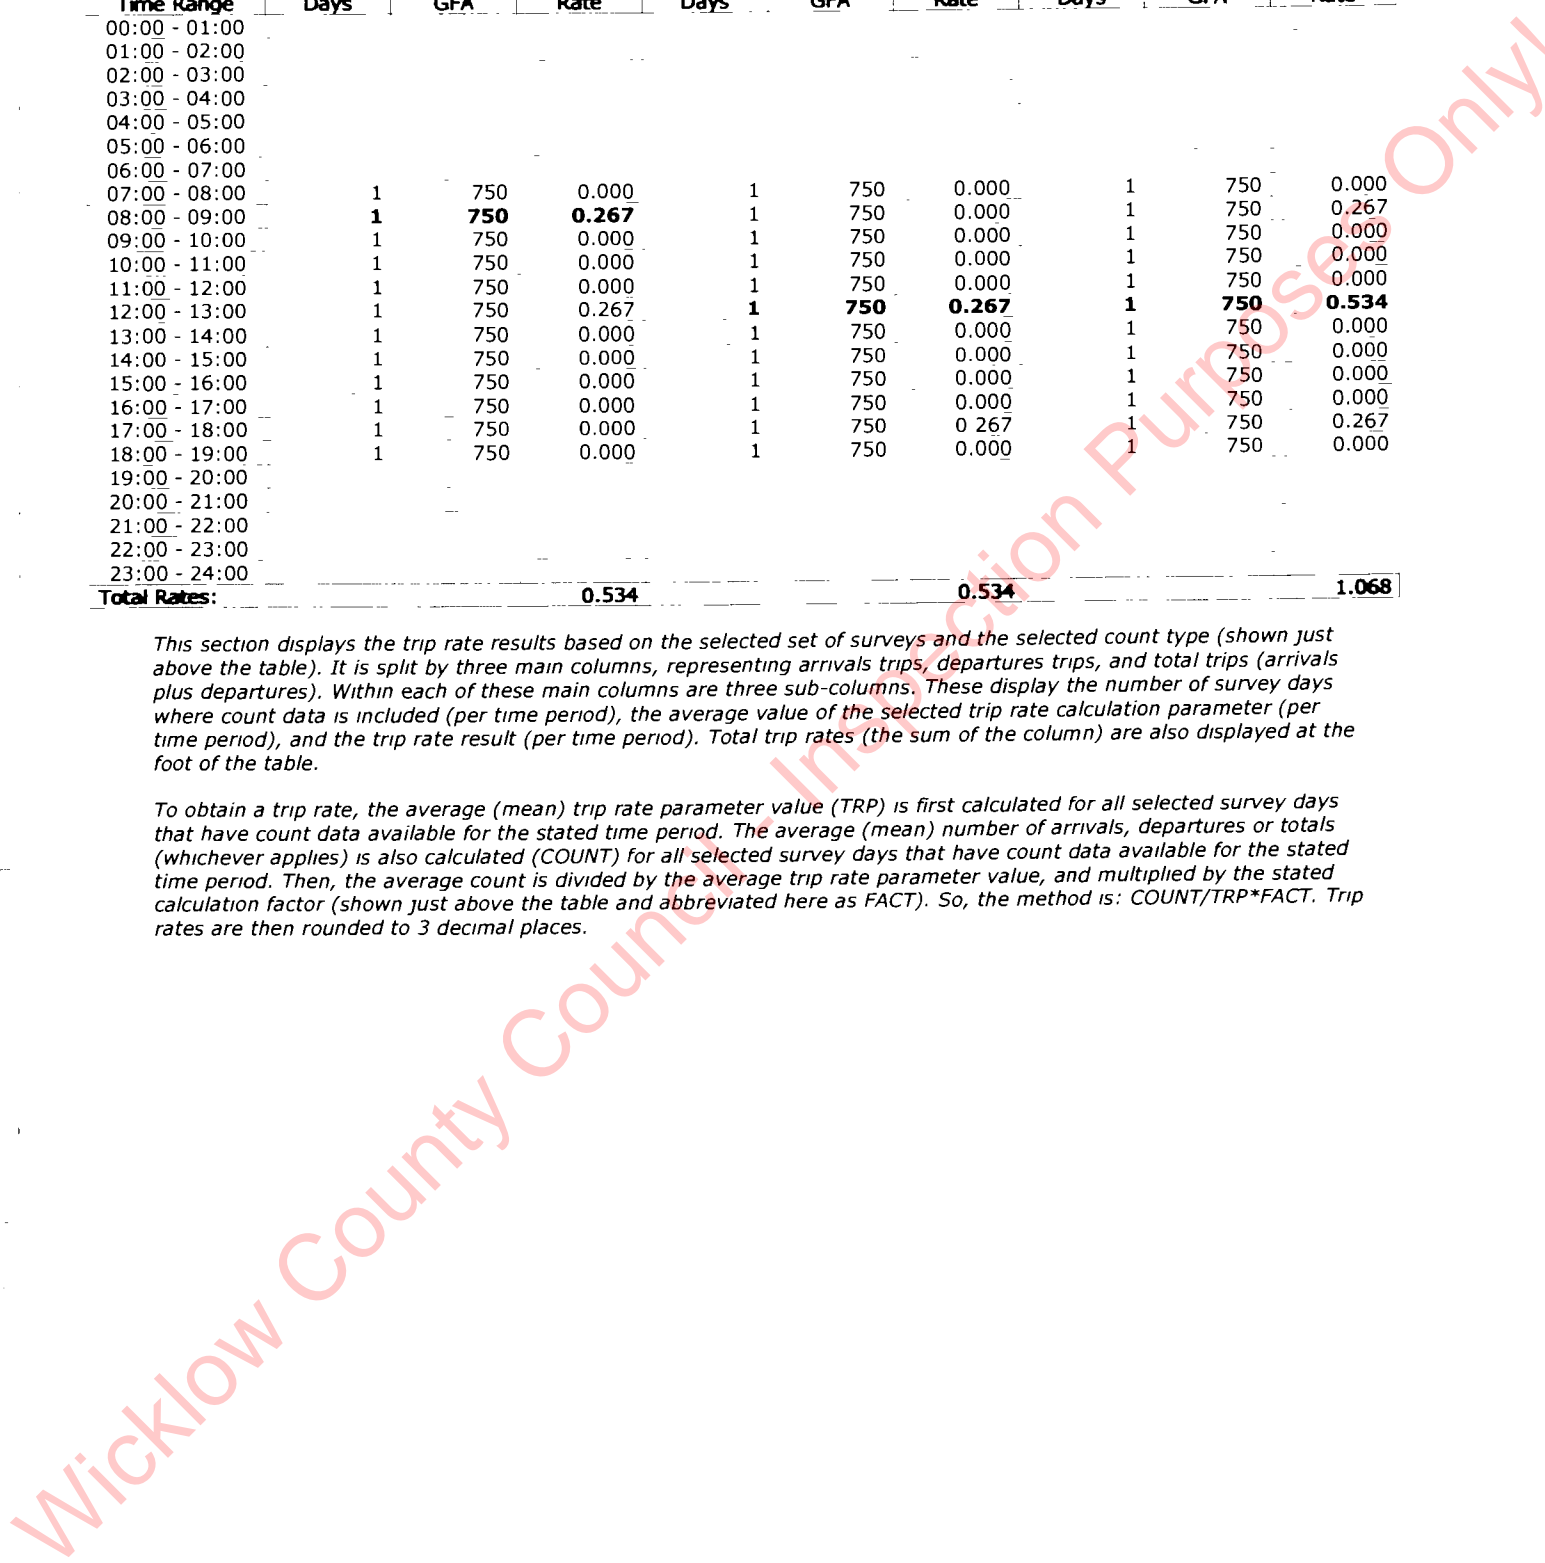 Time Range Days GFA Rate Days GFA Rate Days GFA Rate
00:00 - 01:00
01:00 - 02:00
02:00 - 03:00
03:00 - 04:00
04:00 - 05:00
05:00 - 06:00
06:00 - 07:00
07:00 - 08:00 1 750 0.000 1 750 0.000 1 750 0.000
08:00 - 09:00 1 750 0.267 1 750 0.000 1 750 0.267
09:00 - 10:00 1 750 0.000 1 750 0.000 1 750 0.000
10:00 - 11:00 1 750 0.000 1 750 0.000 1 750 0.000
11:00 - 12:00 1 750 0.000 1 750 0.000 1 750 0.000
12:00 - 13:00 1 750 0.267 1 750 0.267 1 750 0.534
13:00 - 14:00 1 750 0.000 1 750 0.000 1 750 0.000
14:00 - 15:00 1 750 0.000 1 750 0.000 1 750 0.000
15:00 - 16:00 1 750 0.000 1 750 0.000 1 750 0.000
16:00 - 17:00 1 750 0.000 1 750 0.000 1 750 0.000
17:00 - 18:00 1 750 0.000 1 750 0 267 1 750 0.267
18:00 - 19:00 1 750 0.000 1 750 0.000 1 750 0.000
19:00 - 20:00
20:00 - 21:00
21:00 - 22:00
22:00 - 23:00
23:00 - 24:00
Total Rates: 0.534 0.534 1.068
This section displays the trip rate results based on the selected set of surveys and the selected count type (shown just
above the table). It is split by three main columns, representing arrivals trips, departures trips, and total trips (arrivals
plus departures). Within each of these main columns are three sub-columns. These display the number of survey days
where count data is included (per time period), the average value of the selected trip rate calculation parameter (per
time period), and the trip rate result (per time period). Total trip rates (the sum of the column) are also displayed at the
foot of the table.
To obtain a trip rate, the average (mean) trip rate parameter value (TRP) is first calculated for all selected survey days
that have count data available for the stated time period. The average (mean) number of arrivals, departures or totals
(whichever applies) is also calculated (COUNT) for all selected survey days that have count data available for the stated
time period. Then, the average count is divided by the average trip rate parameter value, and multiplied by the stated
calculation factor (shown just above the table and abbreviated here as FACT). So, the method is: COUNT/TRP*FACT. Trip
rates are then rounded to 3 decimal places.
Wicklow County Council - Inspection Purposes Only!